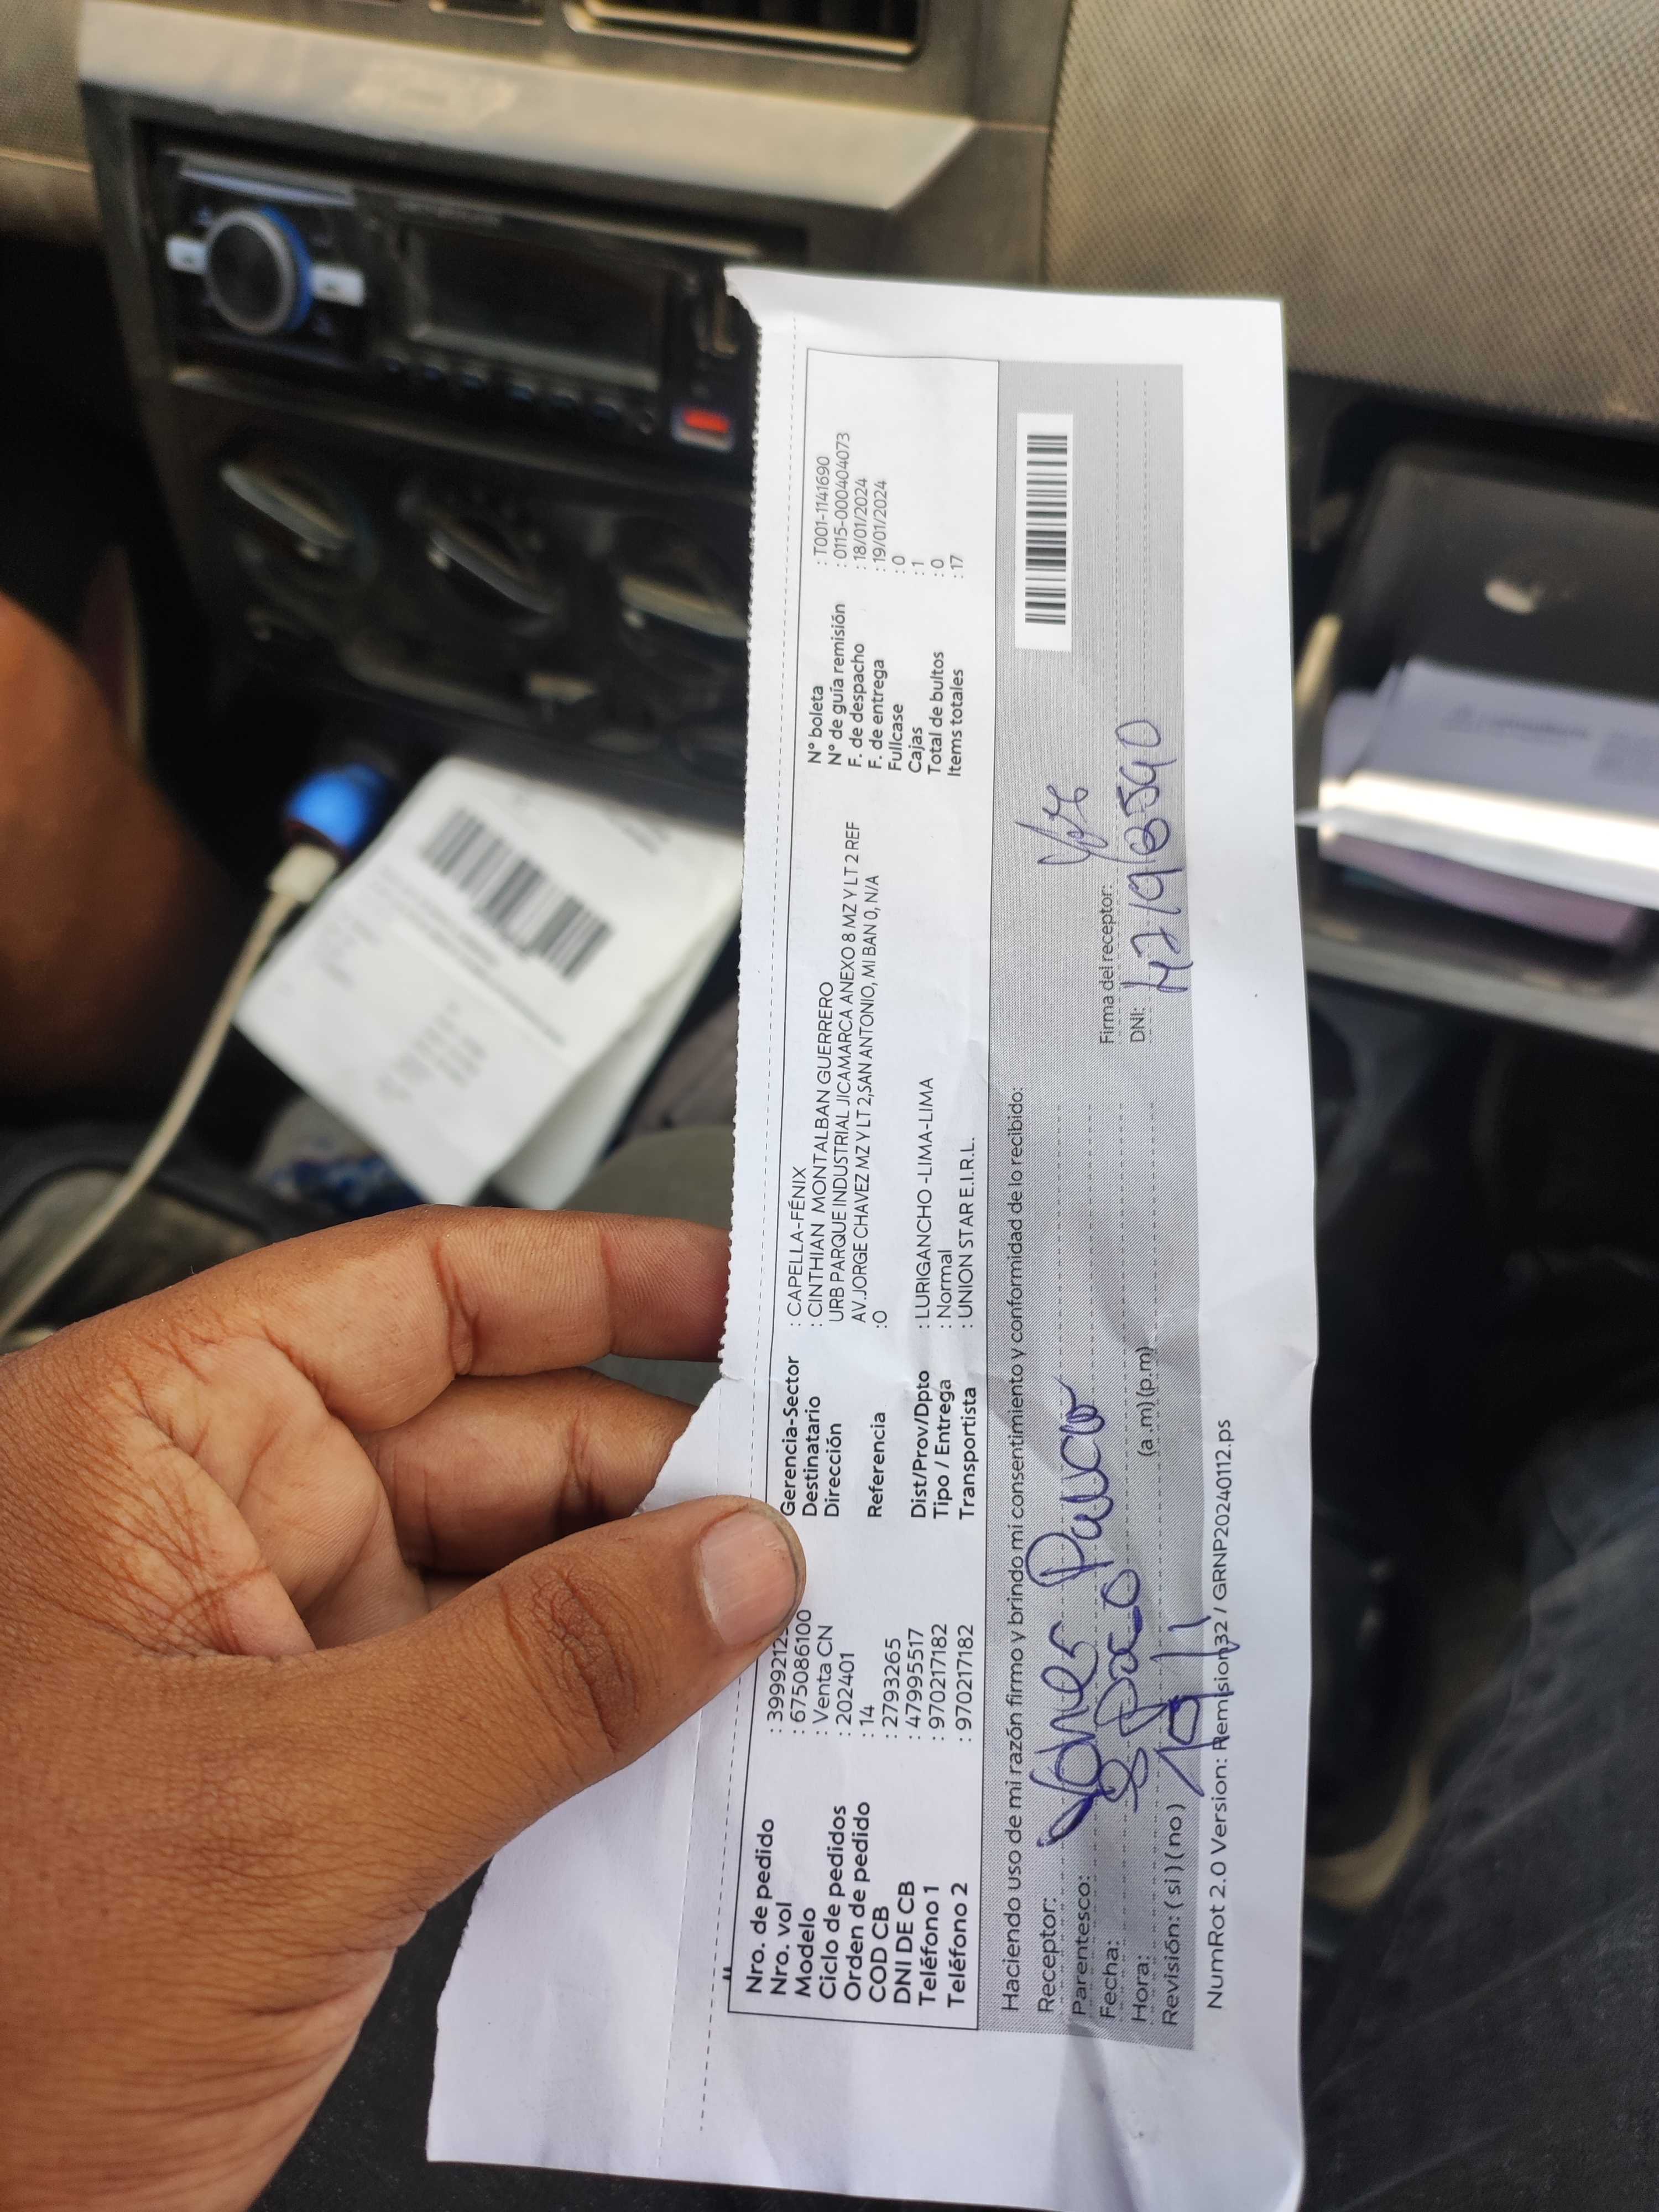 Nro. de pedido : 3999212
Nro. vol : 675086100
Modelo : Venta CN
Ciclo de pedidos : 202401
Orden de pedido : 14
COD CB : 2793265
DNI DE CB : 47995517
Teléfono 1 : 970217182
Teléfono 2 : 970217182
Gerencia-Sector : CAPELLA-FÉNIX
Destinatario : CINTHIAN MONTALBAN GUERRERO
Dirección URB PARQUE INDUSTRIAL JICAMARCA ANEXO 8 MZ Y LT 2 REF
AV.JORGE CHAVEZ MZ Y LT 2,SAN ANTONIO, MI BAN 0, N/A
Referencia :O
Dist/Prov/Dpto : LURIGANCHO -LIMA-LIMA
Tipo / Entrega : Normal
Transportista : UNION STAR E.I.R.L.
N° boleta : T001-1141690
N° de guía remisión : 0115-000404073
F. de despacho : 18/01/2024
F. de entrega : 19/01/2024
Fullcase : 0
Cajas : 1
Total de bultos : 0
Items totales : 17
Haciendo uso de mi razón firmo y brindo mi consentimiento y conformidad de lo recibido:
Receptor: Paucar
Parentesco:
Fecha:
Hora: (a.m) (p.m)
Revisión: ( si ) ( no )
Firma del receptor:
DNI:
NumRot 2.0 Version: Remision32 / GRNP20240112.ps